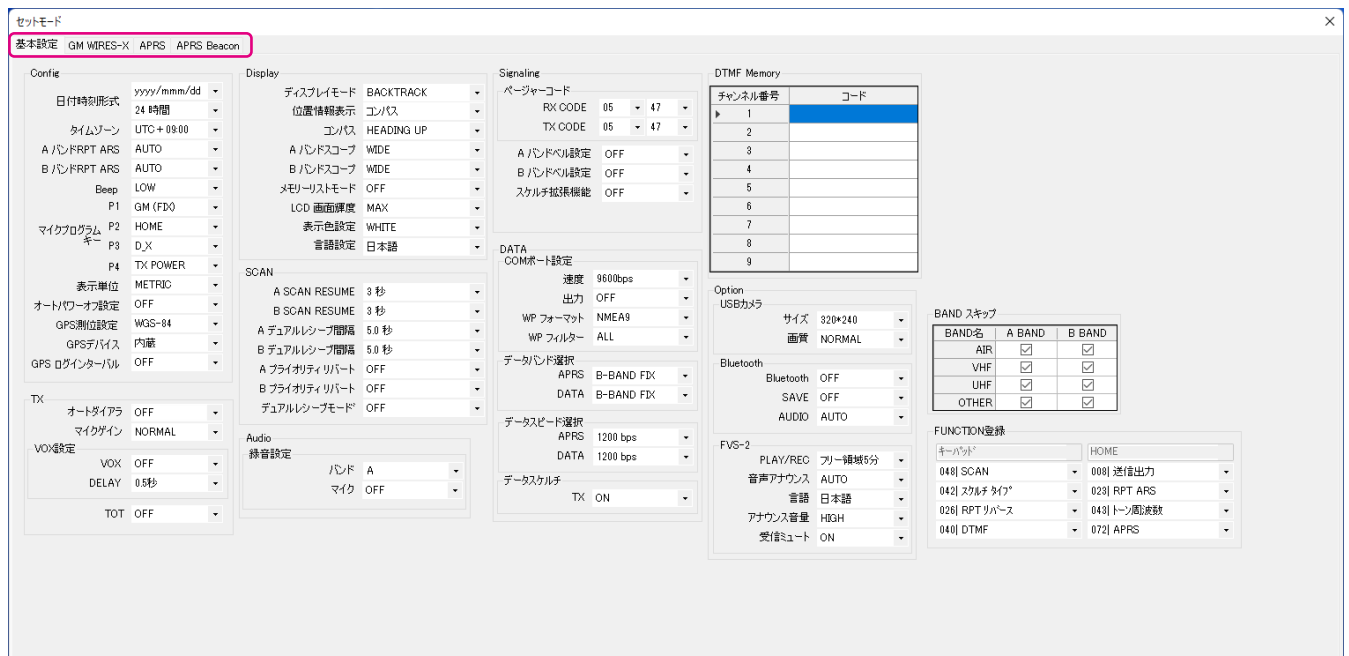 セットモード
基本設定 GM WIRES-X APRS APRS Beacon
Config
日付時刻形式 yyyy/mmm/dd
24 時間
タイムゾーン UTC + 09:00
A バンドRPT ARS AUTO
B バンドRPT ARS AUTO
Beep LOW
マイクプログラムキー
P1 GM (FIX)
P2 HOME
P3 D_X
P4 TX POWER
表示単位 METRIC
オートパワーオフ設定 OFF
GPS測位設定 WGS-84
GPSデバイス 内蔵
GPS ログインターバル OFF
TX
オートダイアラ OFF
マイクゲイン NORMAL
VOX設定
VOX OFF
DELAY 0.5秒
TOT OFF
Display
ディスプレイモード BACKTRACK
位置情報表示 コンパス
コンパス HEADING UP
A バンドスコープ WIDE
B バンドスコープ WIDE
メモリーリストモード OFF
LCD 画面輝度 MAX
表示色設定 WHITE
言語設定 日本語
SCAN
A SCAN RESUME 3 秒
B SCAN RESUME 3 秒
A デュアルレシーブ間隔 5.0 秒
B デュアルレシーブ間隔 5.0 秒
A プライオリティリバート OFF
B プライオリティリバート OFF
デュアルレシーブモード OFF
Audio
録音設定
バンド A
マイク OFF
Signaling
ページャーコード
RX CODE 05 47
TX CODE 05 47
A バンドベル設定 OFF
B バンドベル設定 OFF
スケルチ拡張機能 OFF
DATA
COMポート設定
速度 9600bps
出力 OFF
WP フォーマット NMEA9
WP フィルター ALL
データバンド選択
APRS B-BAND FIX
DATA B-BAND FIX
データスピード選択
APRS 1200 bps
DATA 1200 bps
データスケルチ
TX ON
DTMF Memory
チャンネル番号 コード
1
2
3
4
5
6
7
8
9
Option
USBカメラ
サイズ 320*240
画質 NORMAL
Bluetooth
Bluetooth OFF
SAVE OFF
AUDIO AUTO
FVS-2
PLAY/REC フリー領域5分
音声アナウンス AUTO
言語 日本語
アナウンス音量 HIGH
受信ミュート ON
BAND スキップ
BAND名 A BAND B BAND
AIR
VHF
UHF
OTHER
FUNCTION登録
キーパッド HOME
048| SCAN 008| 送信出力
042| スケルチ タイプ 023| RPT ARS
026| RPT リバース 043| トーン周波数
040| DTMF 072| APRS